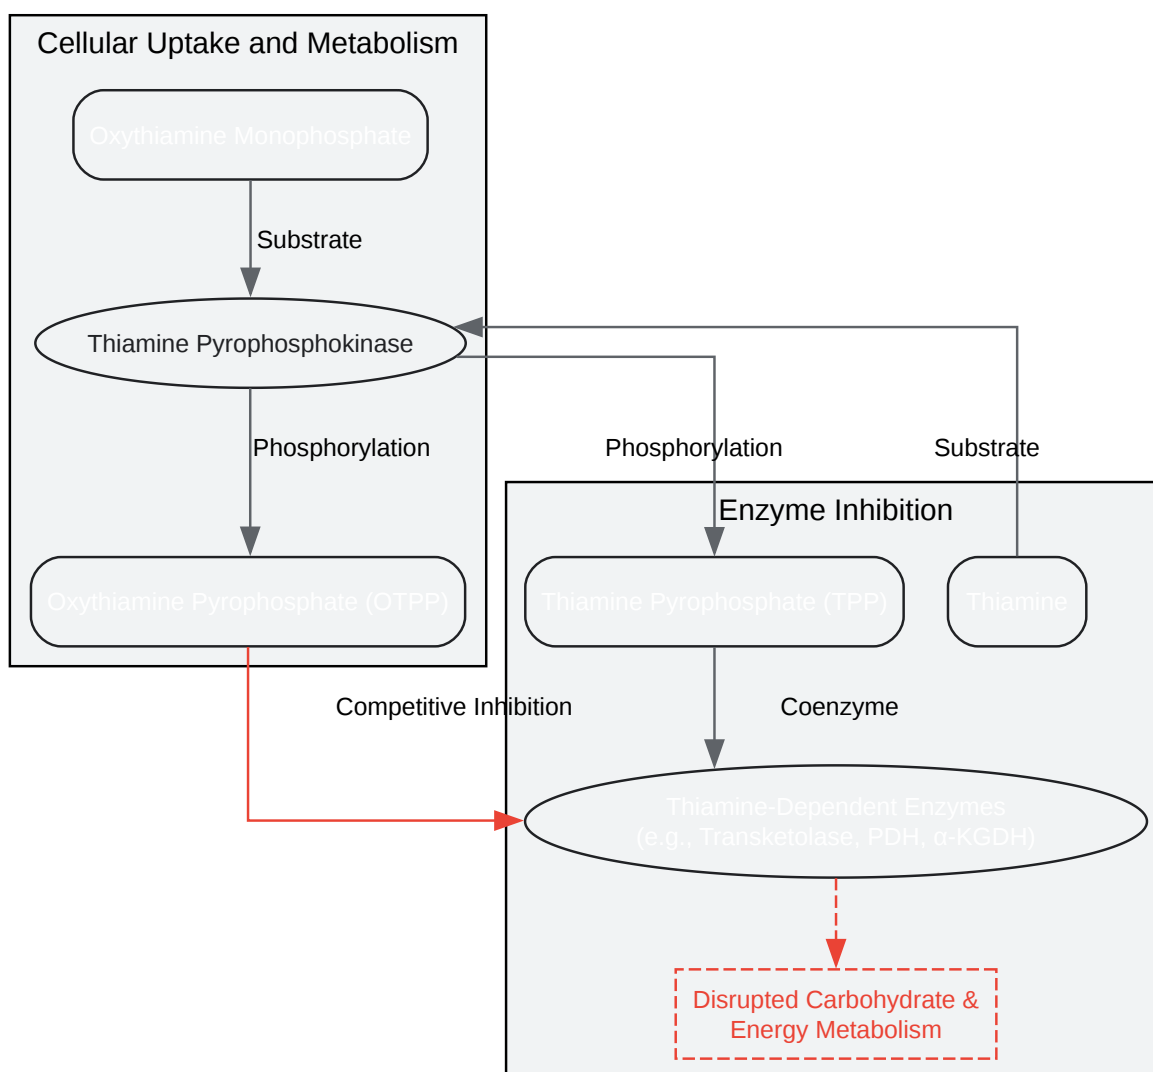 Cellular Uptake and Metabolism
Oxythiamine Monophosphate
Substrate
Thiamine Pyrophosphokinase
Phosphorylation
Phosphorylation
Substrate
Enzyme Inhibition
Oxythiamine Pyrophosphate (OTPP)
Thiamine Pyrophosphate (TPP)
Thiamine
Competitive Inhibition
Coenzyme
Thiamine-Dependent Enzymes
(e.g., Transketolase, PDH, α-KGDH)
Disrupted Carbohydrate &
Energy Metabolism